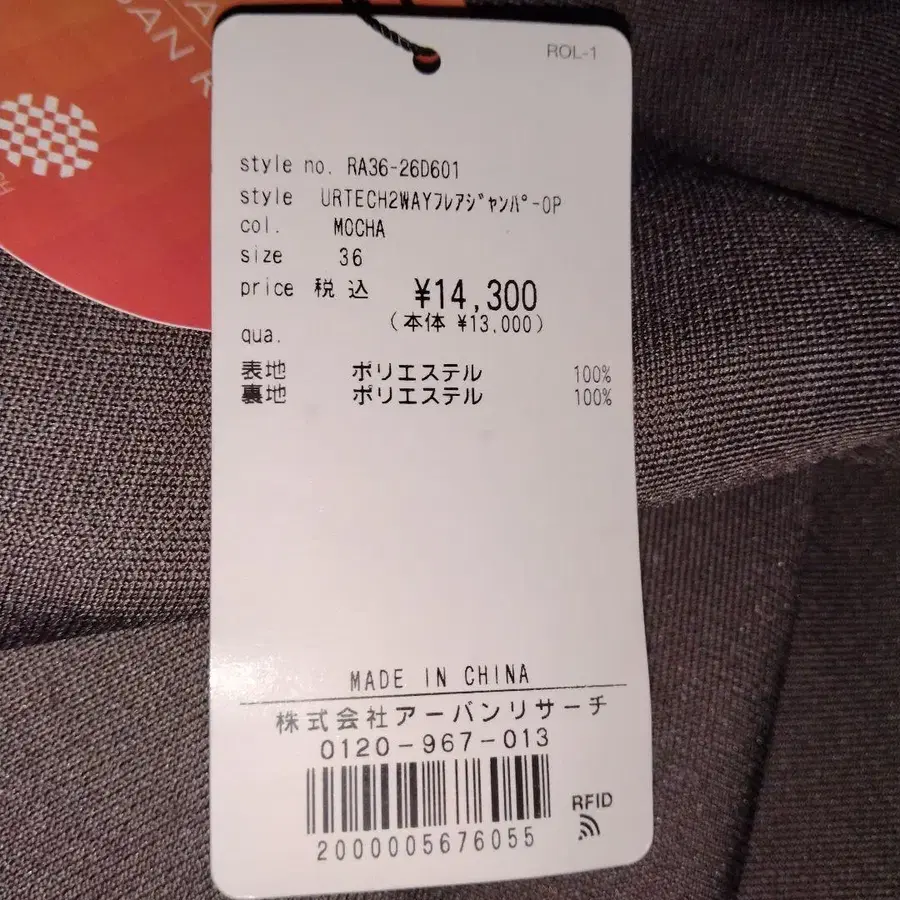 ROL-1
style no. RA36-26D601
style URTECH2WAYﾌﾚｱｼﾞｬﾝﾊﾟｰOP
col. MOCHA
size 36
price 税込 ¥14,300
(本体 ¥13,000)
qua.
表地 ポリエステル 100%
裏地 ポリエステル 100%
MADE IN CHINA
株式会社アーバンリサーチ
0120-967-013
RFID
2000005676055